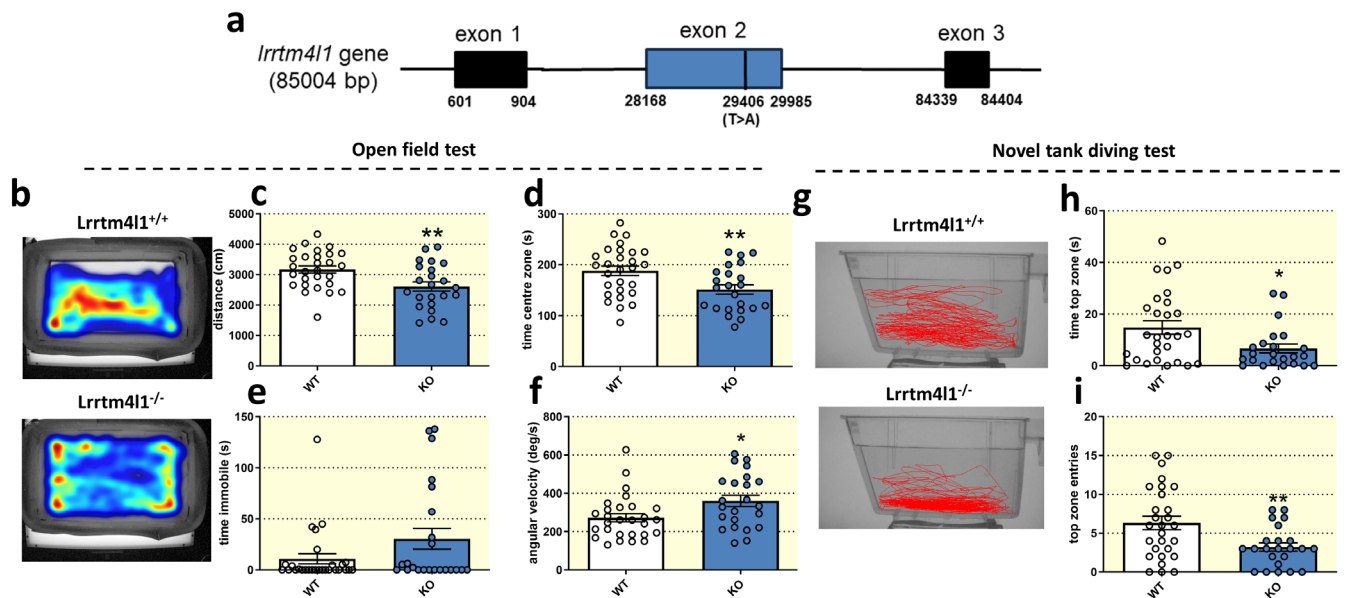 a
lrrtm4l1 gene
(85004 bp)
exon 1
exon 2
exon 3
601
904
28168
29406
(T>A)
29985
84339
84404
Open field test
Novel tank diving test
b
Lrrtm4l1+/+
Lrrtm4l1-/-
c
distance (cm)
5000
4000
3000
2000
1000
0
**
WT
KO
d
time centre zone (s)
300
200
100
0
**
WT
KO
e
time immobile (s)
150
100
50
0
WT
KO
f
angular velocity (deg/s)
800
600
400
200
0
*
WT
KO
g
Lrrtm4l1+/+
Lrrtm4l1-/-
h
time top zone (s)
60
40
20
0
*
WT
KO
i
top zone entries
20
15
10
5
0
**
WT
KO